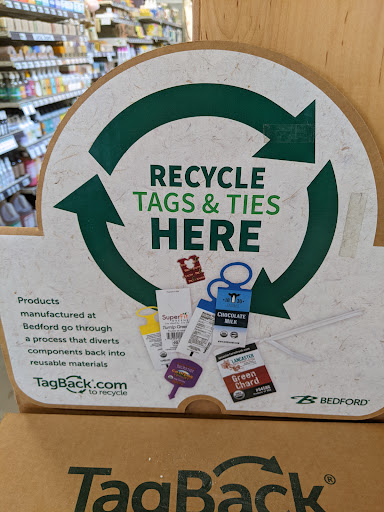 RECYCLE
TAGS & TIES
HERE
Products
manufactured at
Bedford go through
a process that diverts
components back into
reusable materials
TagBack.com
to recycle
CHOCOLATE
MILK
LANCASTER
Green
Chard
BEDFORD
TagBack®